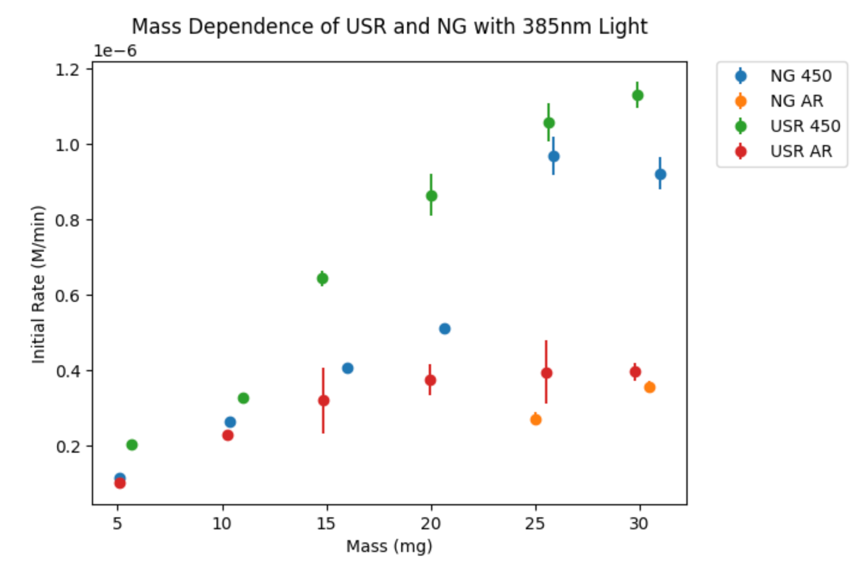 Mass Dependence of USR and NG with 385nm Light
1e−6
1.2
1.0
0.8
0.6
0.4
0.2
Initial Rate (M/min)
5
10
15
20
25
30
Mass (mg)
NG 450
NG AR
USR 450
USR AR